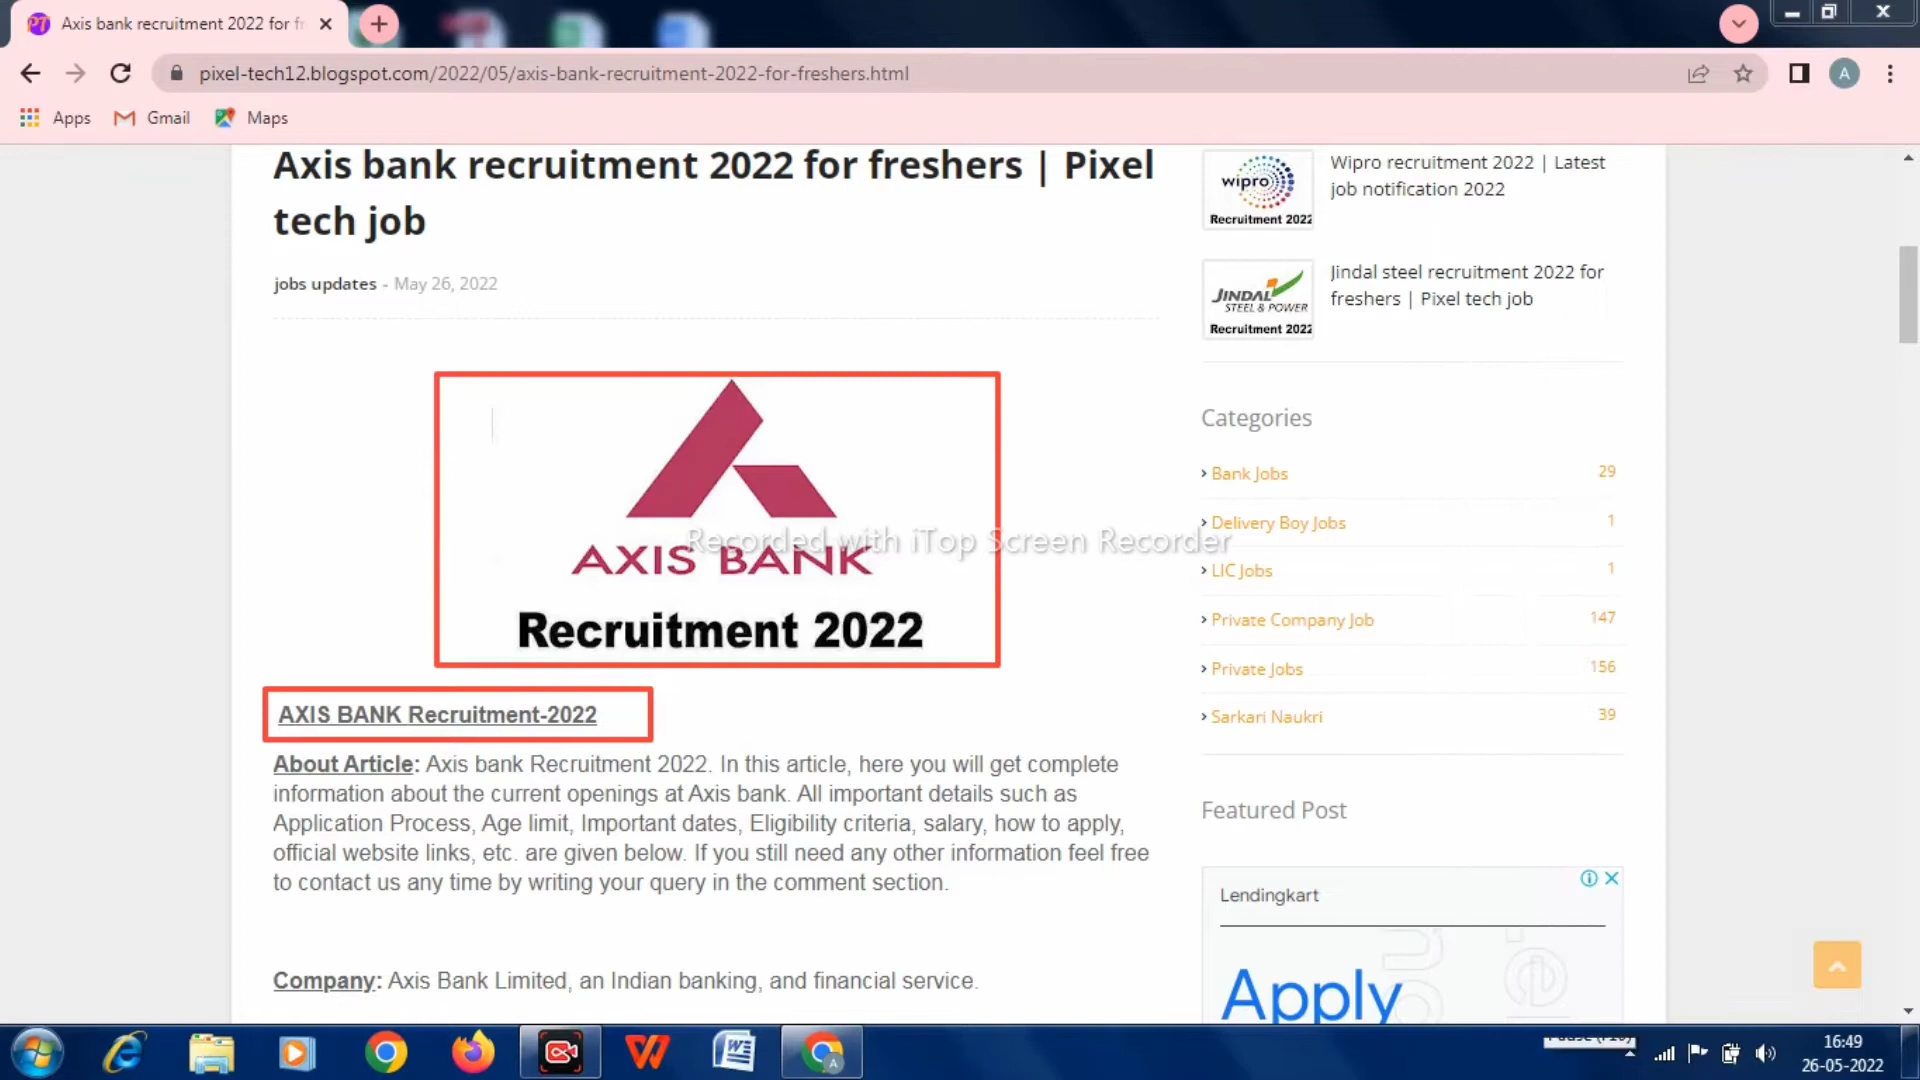 Axis bank recruitment 2022 for fr
pixel-tech12.blogspot.com/2022/05/axis-bank-recruitment-2022-for-freshers.html
A
Apps
Gmail
Maps
Axis bank recruitment 2022 for freshers | Pixel
tech job
jobs updates - May 26, 2022
AXIS BANK
Recruitment 2022
Recorded with iTop Screen Recorder
AXIS BANK Recruitment-2022
About Article: Axis bank Recruitment 2022. In this article, here you will get complete
information about the current openings at Axis bank. All important details such as
Application Process, Age limit, Important dates, Eligibility criteria, salary, how to apply,
official website links, etc. are given below. If you still need any other information feel free
to contact us any time by writing your query in the comment section.
Company: Axis Bank Limited, an Indian banking, and financial service.
wipro
Recruitment 2022
Wipro recruitment 2022 | Latest
job notification 2022
JINDAL
STEEL & POWER
Recruitment 2022
Jindal steel recruitment 2022 for
freshers | Pixel tech job
Categories
Bank Jobs 29
Delivery Boy Jobs 1
LIC Jobs 1
Private Company Job 147
Private Jobs 156
Sarkari Naukri 39
Featured Post
Lendingkart
Apply
16:49
26-05-2022